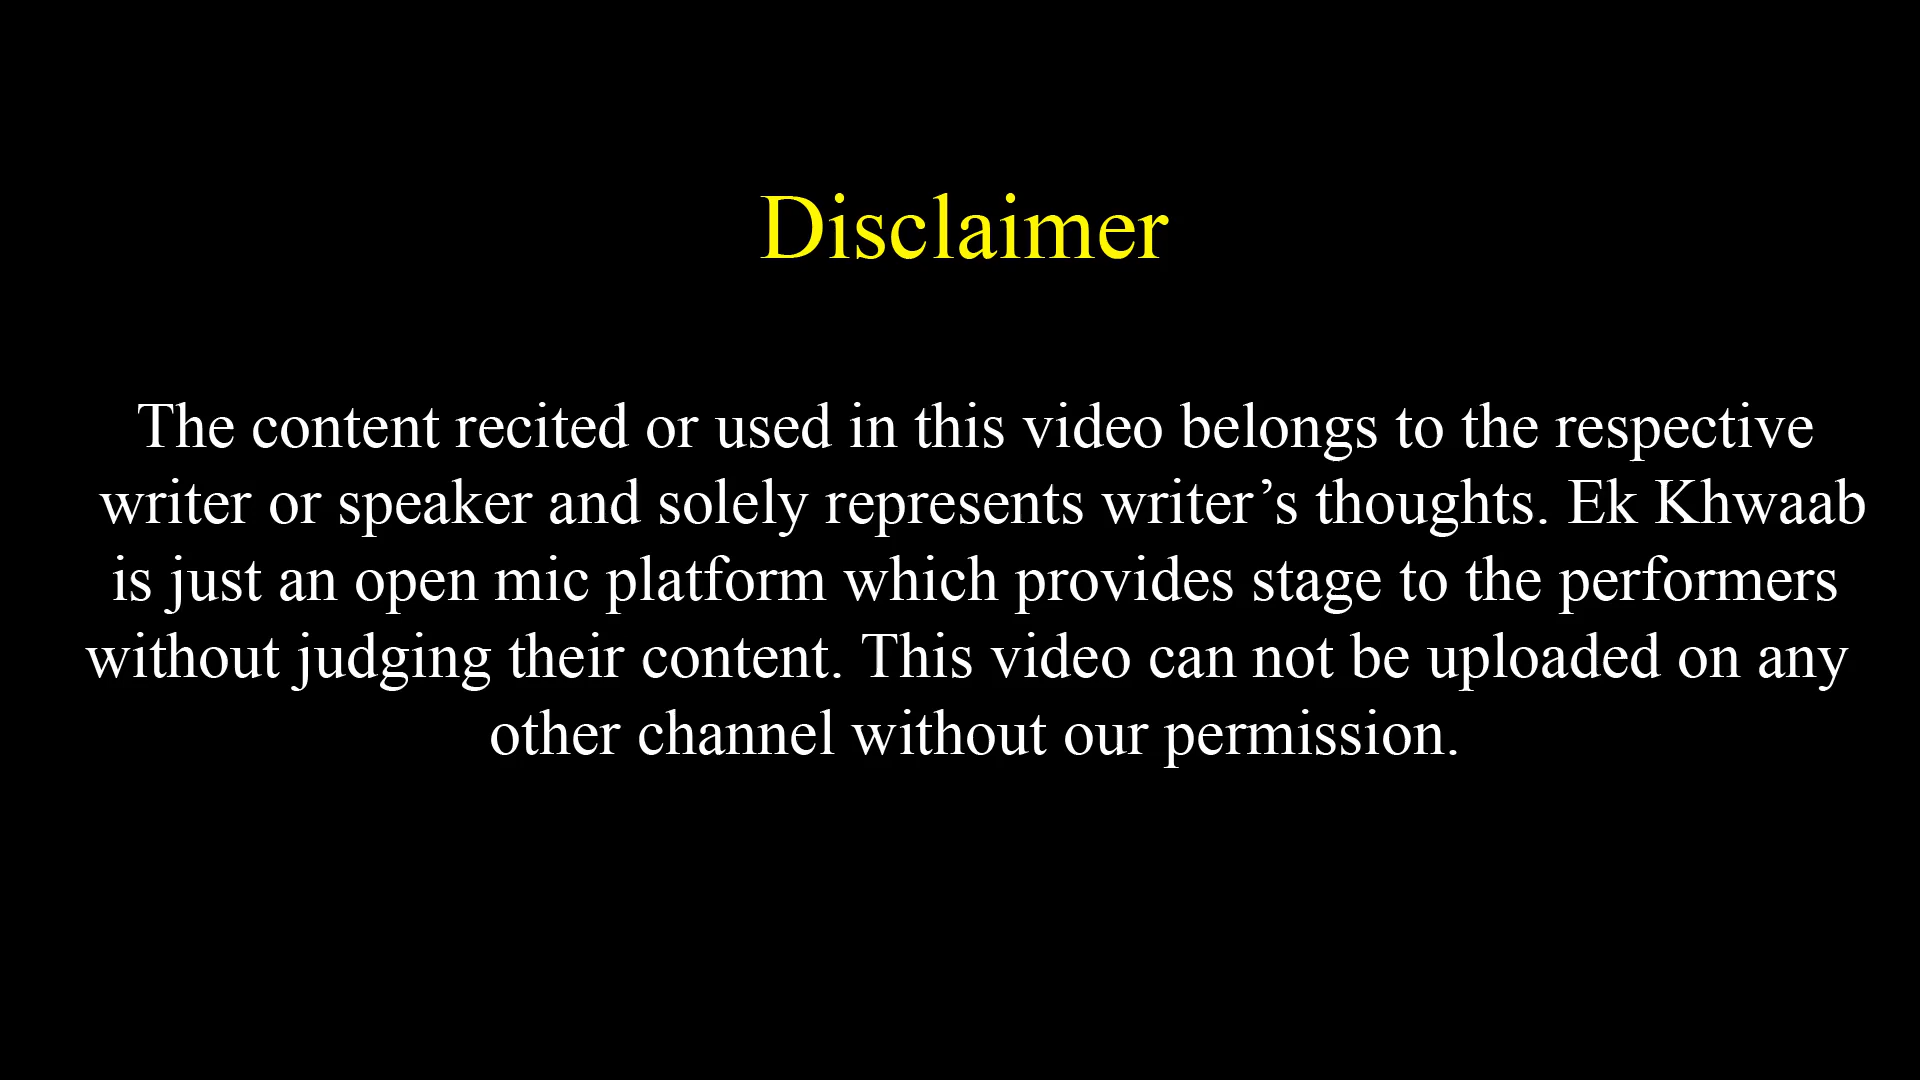 Disclaimer
The content recited or used in this video belongs to the respective
writer or speaker and solely represents writer’s thoughts. Ek Khwaab
is just an open mic platform which provides stage to the performers
without judging their content. This video can not be uploaded on any
other channel without our permission.